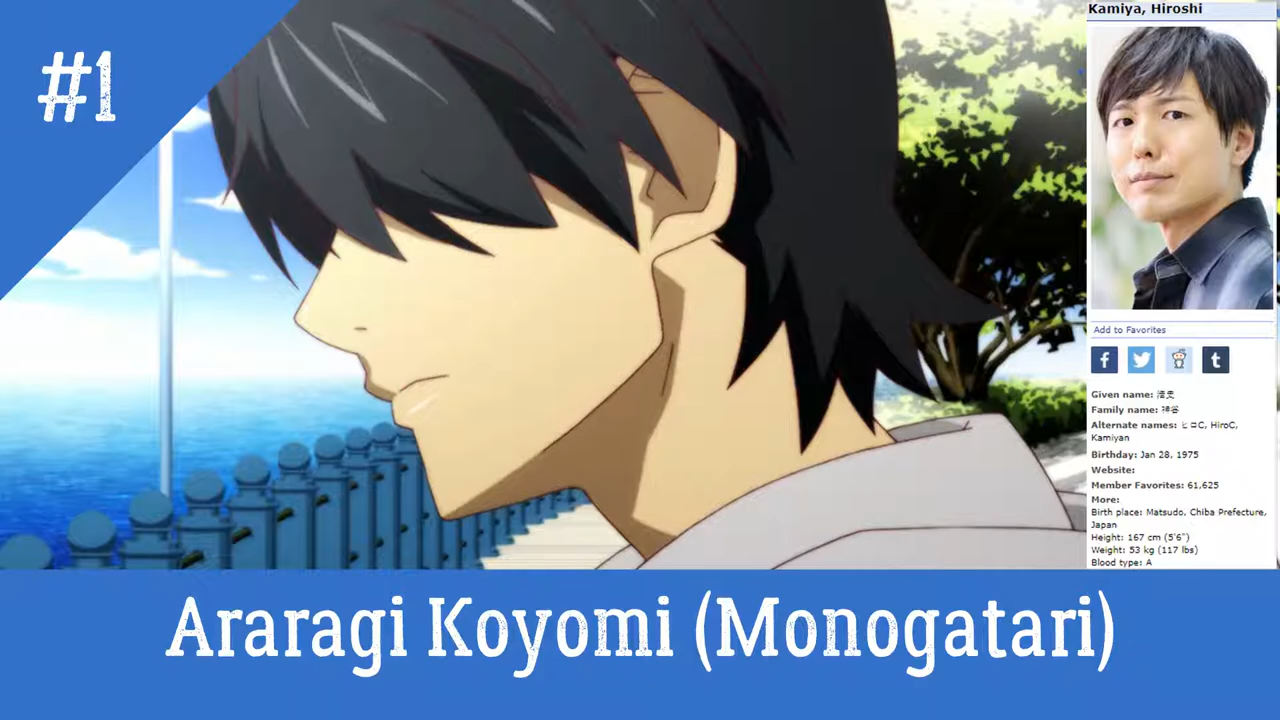 #1
Kamiya, Hiroshi
Add to Favorites
f
t
Given name: 浩史
Family name: 神谷
Alternate names: ヒロC, HiroC,
Kamiyan
Birthday: Jan 28, 1975
Website:
Member Favorites: 61,625
More:
Birth place: Matsudo, Chiba Prefecture,
Japan
Height: 167 cm (5'6")
Weight: 53 kg (117 lbs)
Blood type: A
Araragi Koyomi (Monogatari)